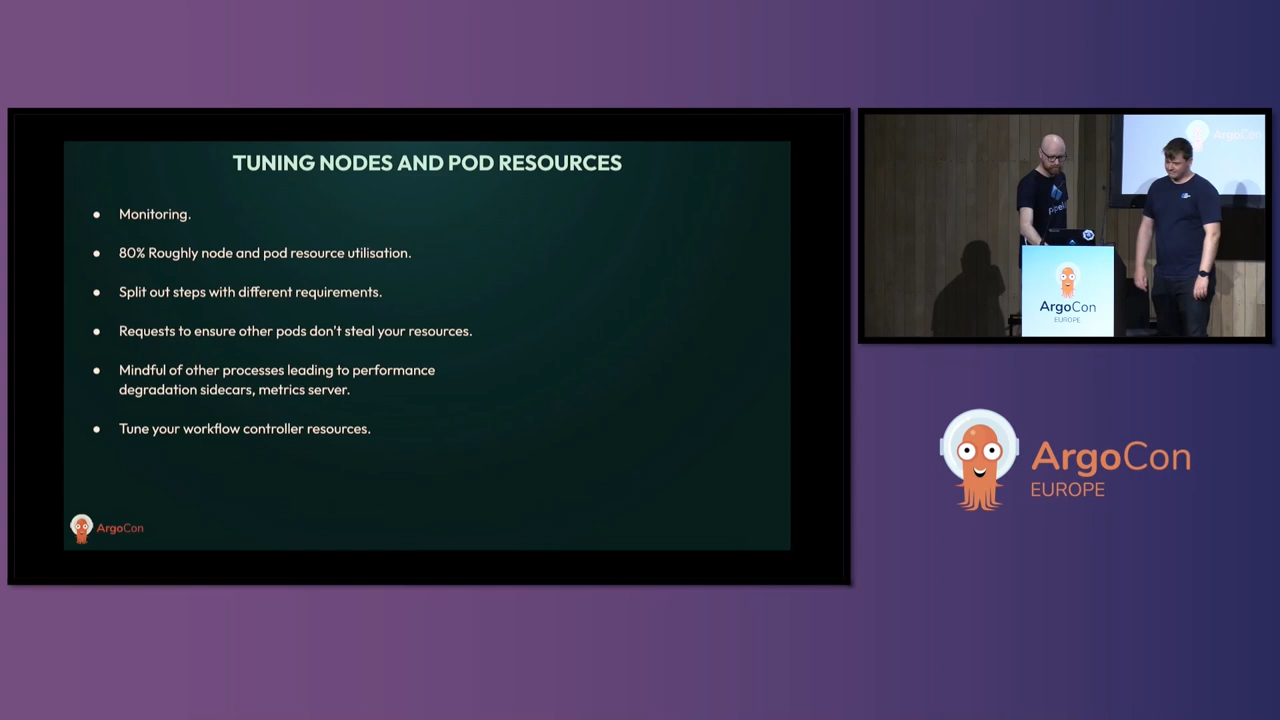 TUNING NODES AND POD RESOURCES
● Monitoring.
● 80% Roughly node and pod resource utilisation.
● Split out steps with different requirements.
● Requests to ensure other pods don't steal your resources.
● Mindful of other processes leading to performance
degradation sidecars, metrics server.
● Tune your workflow controller resources.
ArgoCon
ArgoCon
ArgoCon
EUROPE
ArgoCon
EUROPE